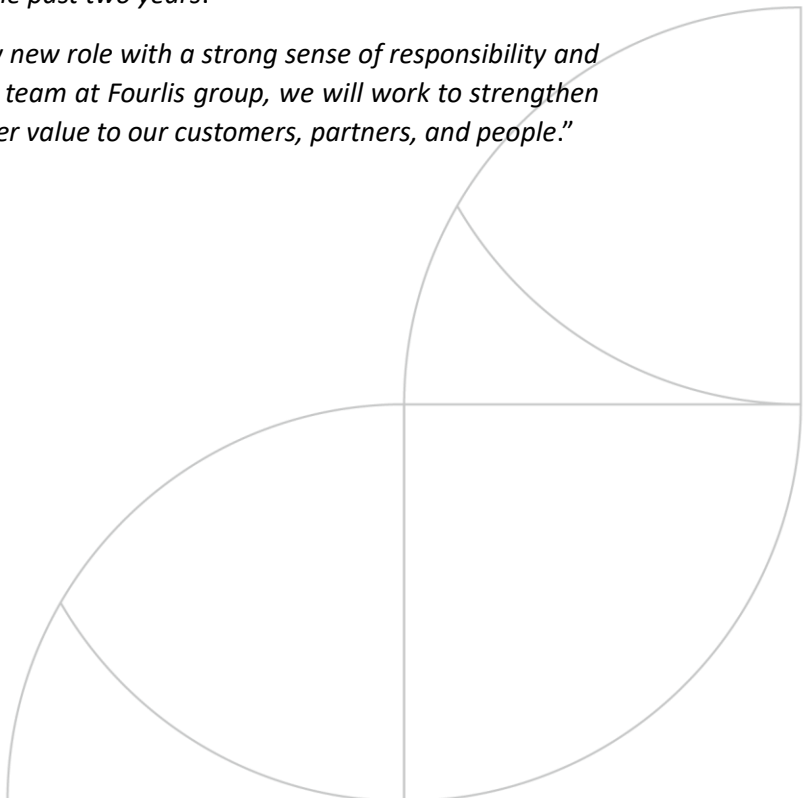 e past two years.
new role with a strong sense of responsibility and
team at Fourlis group, we will work to strengthen
er value to our customers, partners, and people.”